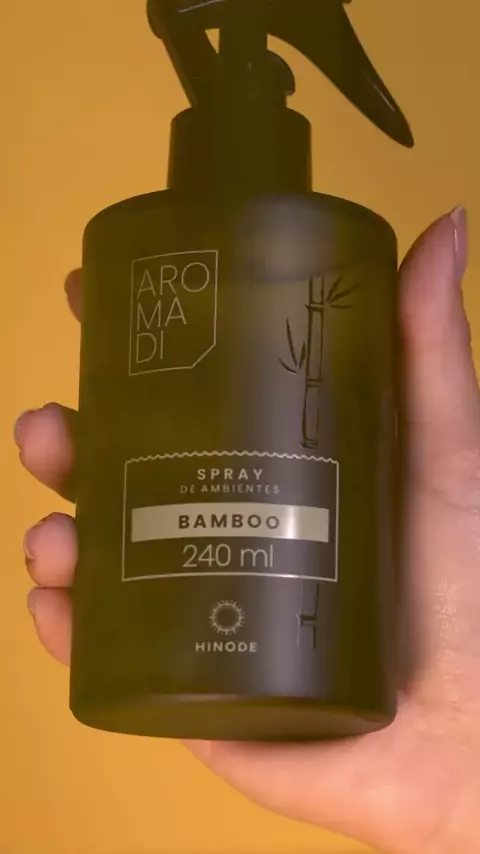 ARO
MA
DI
SPRAY
DE AMBIENTES
BAMBOO
240 ml
HINODE